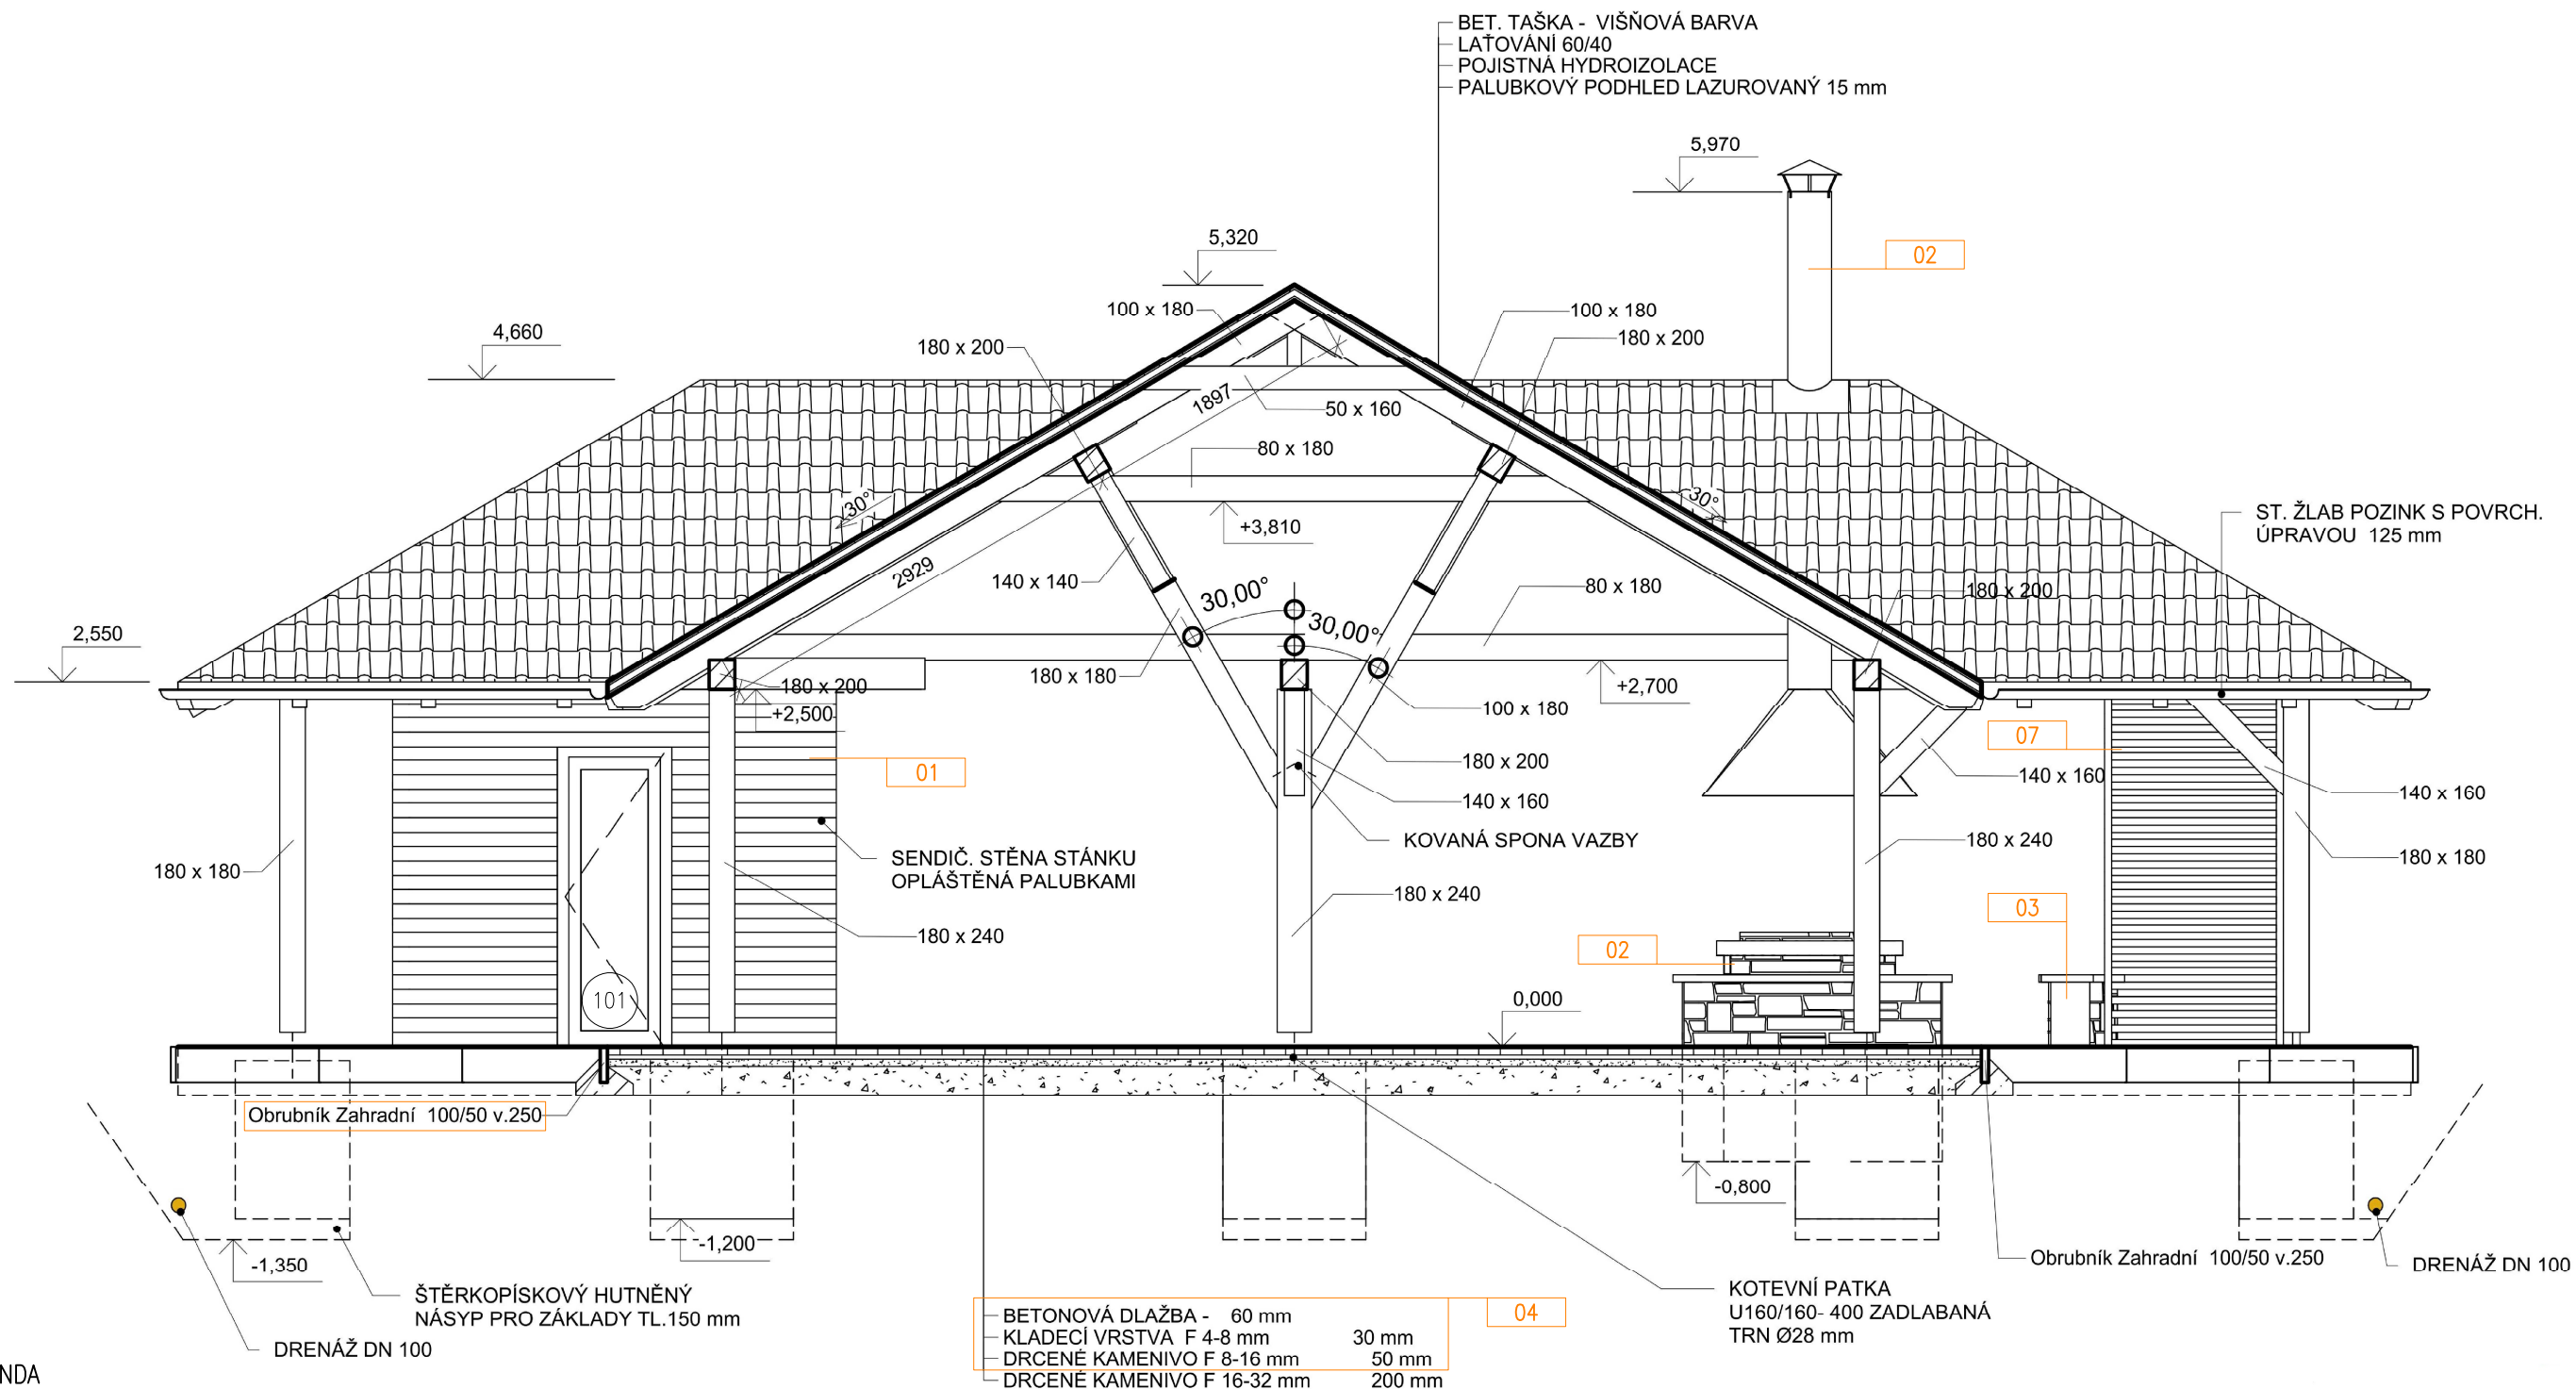 BET. TAŠKA - VIŠŇOVÁ BARVA
LAŤOVÁNÍ 60/40
POJISTNÁ HYDROIZOLACE
PALUBKOVÝ PODHLED LAZUROVANÝ 15 mm
5,970
5,320
02
4,660
100 x 180
100 x 180
180 x 200
180 x 200
1897
50 x 160
80 x 180
30°
30°
+3,810
ST. ŽLAB POZINK S POVRCH.
ÚPRAVOU 125 mm
2929
140 x 140
30,00°
80 x 180
180 x 200
30,00°
2,550
180 x 180
180 x 200
+2,700
+2,500
100 x 180
07
01
180 x 200
140 x 160
140 x 160
140 x 160
KOVANÁ SPONA VAZBY
180 x 240
SENDIČ. STĚNA STÁNKU
OPLÁŠTĚNÁ PALUBKAMI
180 x 180
180 x 180
180 x 240
03
180 x 240
02
101
0,000
Obrubník Zahradní 100/50 v.250
-0,800
-1,200
-1,350
Obrubník Zahradní 100/50 v.250
DRENÁŽ DN 100
ŠTĚRKOPÍSKOVÝ HUTNĚNÝ
NÁSYP PRO ZÁKLADY TL.150 mm
KOTEVNÍ PATKA
U160/160- 400 ZADLABANÁ
TRN Ø28 mm
BETONOVÁ DLAŽBA - 60 mm
04
KLADECÍ VRSTVA F 4-8 mm 30 mm
DRCENÉ KAMENIVO F 8-16 mm 50 mm
DRCENÉ KAMENIVO F 16-32 mm 200 mm
DRENÁŽ DN 100
NDA